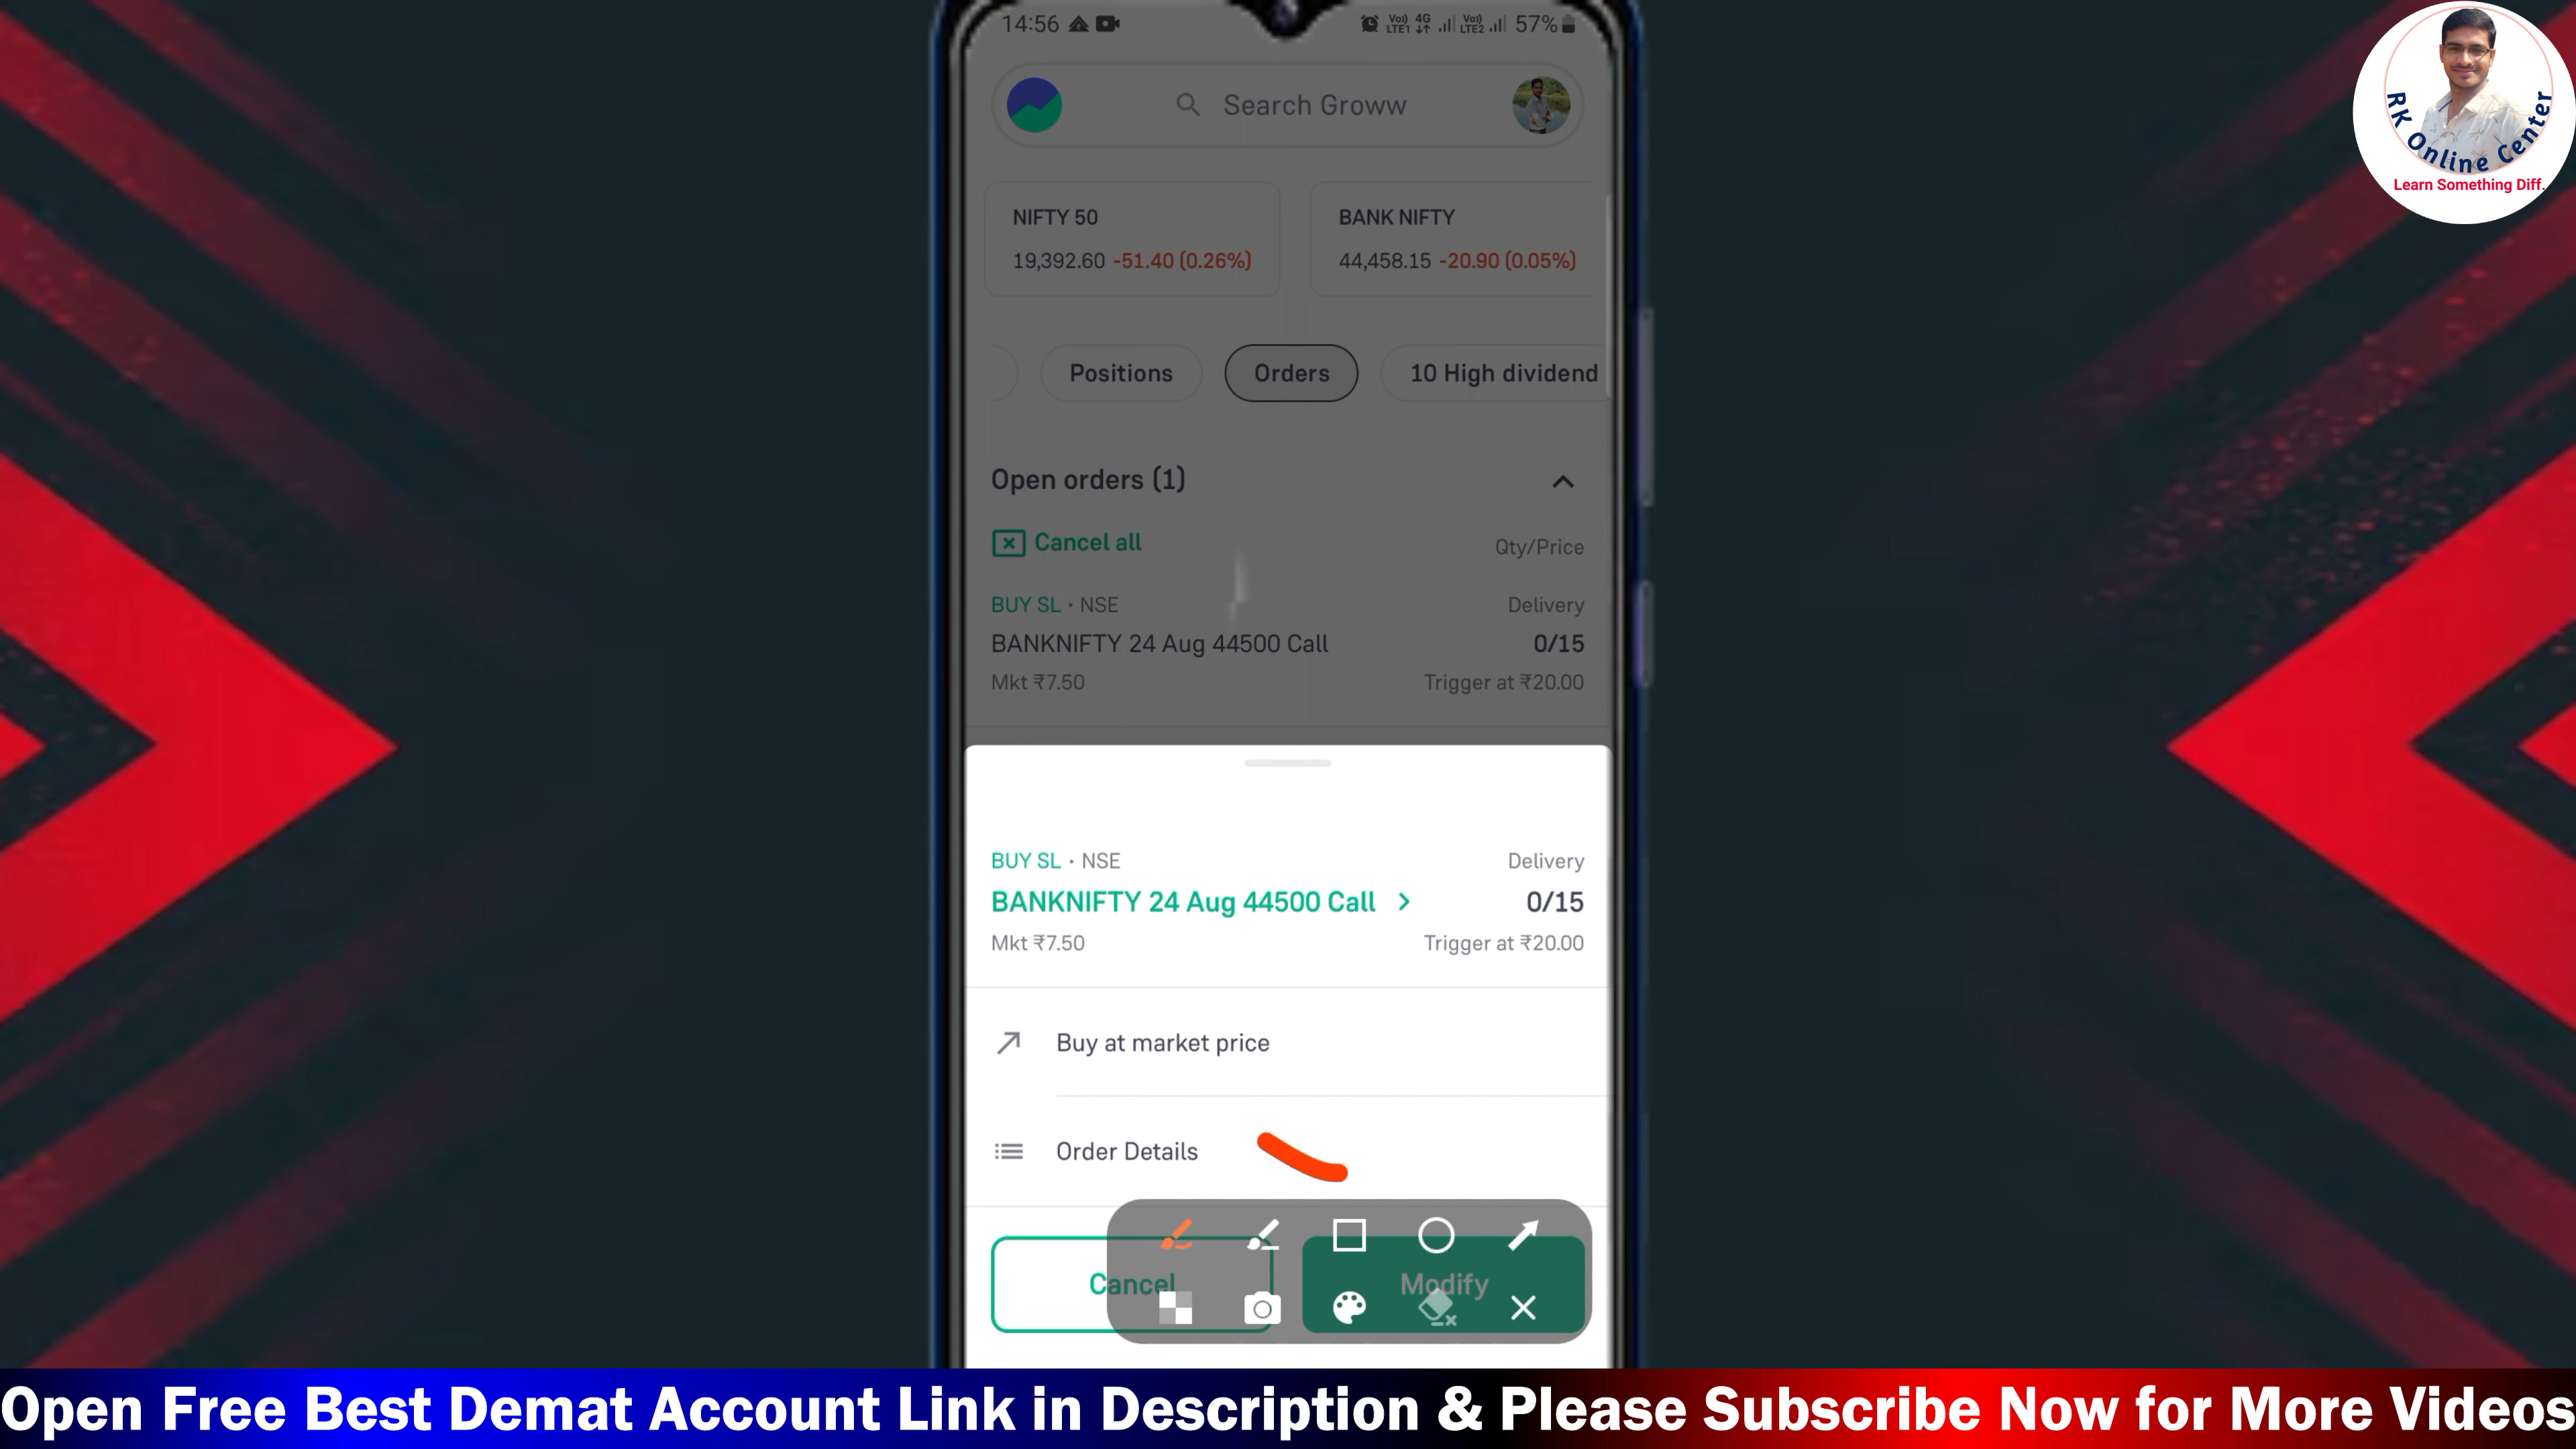 14:56
Vo)) LTE1 4G Vo)) LTE2 57%
RK Online Center
Learn Something Diff.
Search Groww
NIFTY 50
19,392.60 -51.40 (0.26%)
BANK NIFTY
44,458.15 -20.90 (0.05%)
Positions
Orders
10 High dividend
Open orders (1)
Cancel all
Qty/Price
BUY SL · NSE
Delivery
BANKNIFTY 24 Aug 44500 Call
0/15
Mkt ₹7.50
Trigger at ₹20.00
BUY SL · NSE
Delivery
BANKNIFTY 24 Aug 44500 Call
0/15
Mkt ₹7.50
Trigger at ₹20.00
Buy at market price
Order Details
Cancel
Modify
Open Free Best Demat Account Link in Description & Please Subscribe Now for More Videos